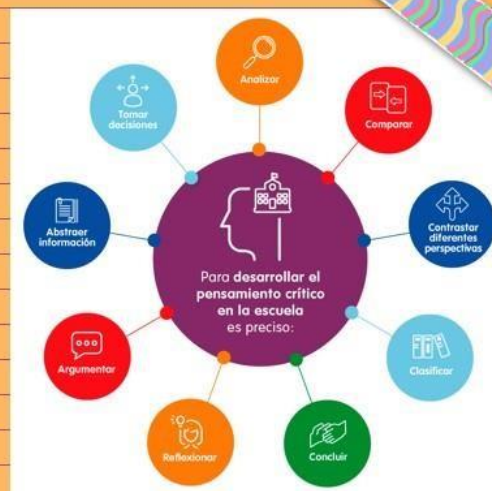 Analizar
Comparar
Contrastar
diferentes
perspectivas
Clasificar
Concluir
Reflexionar
Argumentar
Abstraer
información
Tomar
decisiones
Para desarrollar el
pensamiento crítico
en la escuela
es preciso: